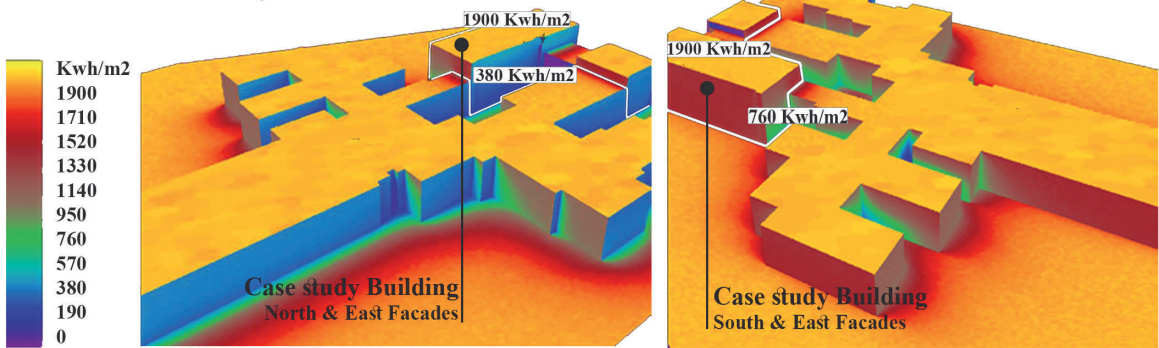 Kwh/m2
1900
1710
1520
1330
1140
950
760
570
380
190
0
1900 Kwh/m2
380 Kwh/m2
Case study Building
North & East Facades
1900 Kwh/m2
760 Kwh/m2
Case study Building
South & East Facades